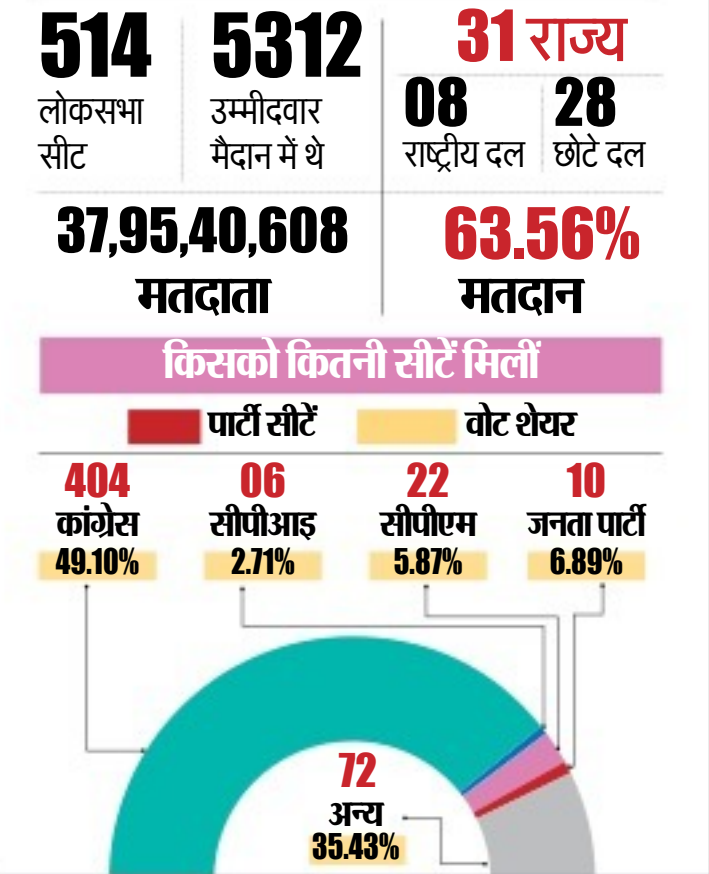 514
लोकसभा
सीट
5312
उम्मीदवार
मैदान में थे
31 राज्य
08
राष्ट्रीय दल
28
छोटे दल
37,95,40,608
मतदाता
63.56%
मतदान
किसको कितनी सीटें मिलीं
पार्टी सीटें
वोट शेयर
404
कांग्रेस
49.10%
06
सीपीआइ
2.71%
22
सीपीएम
5.87%
10
जनता पार्टी
6.89%
72
अन्य
35.43%